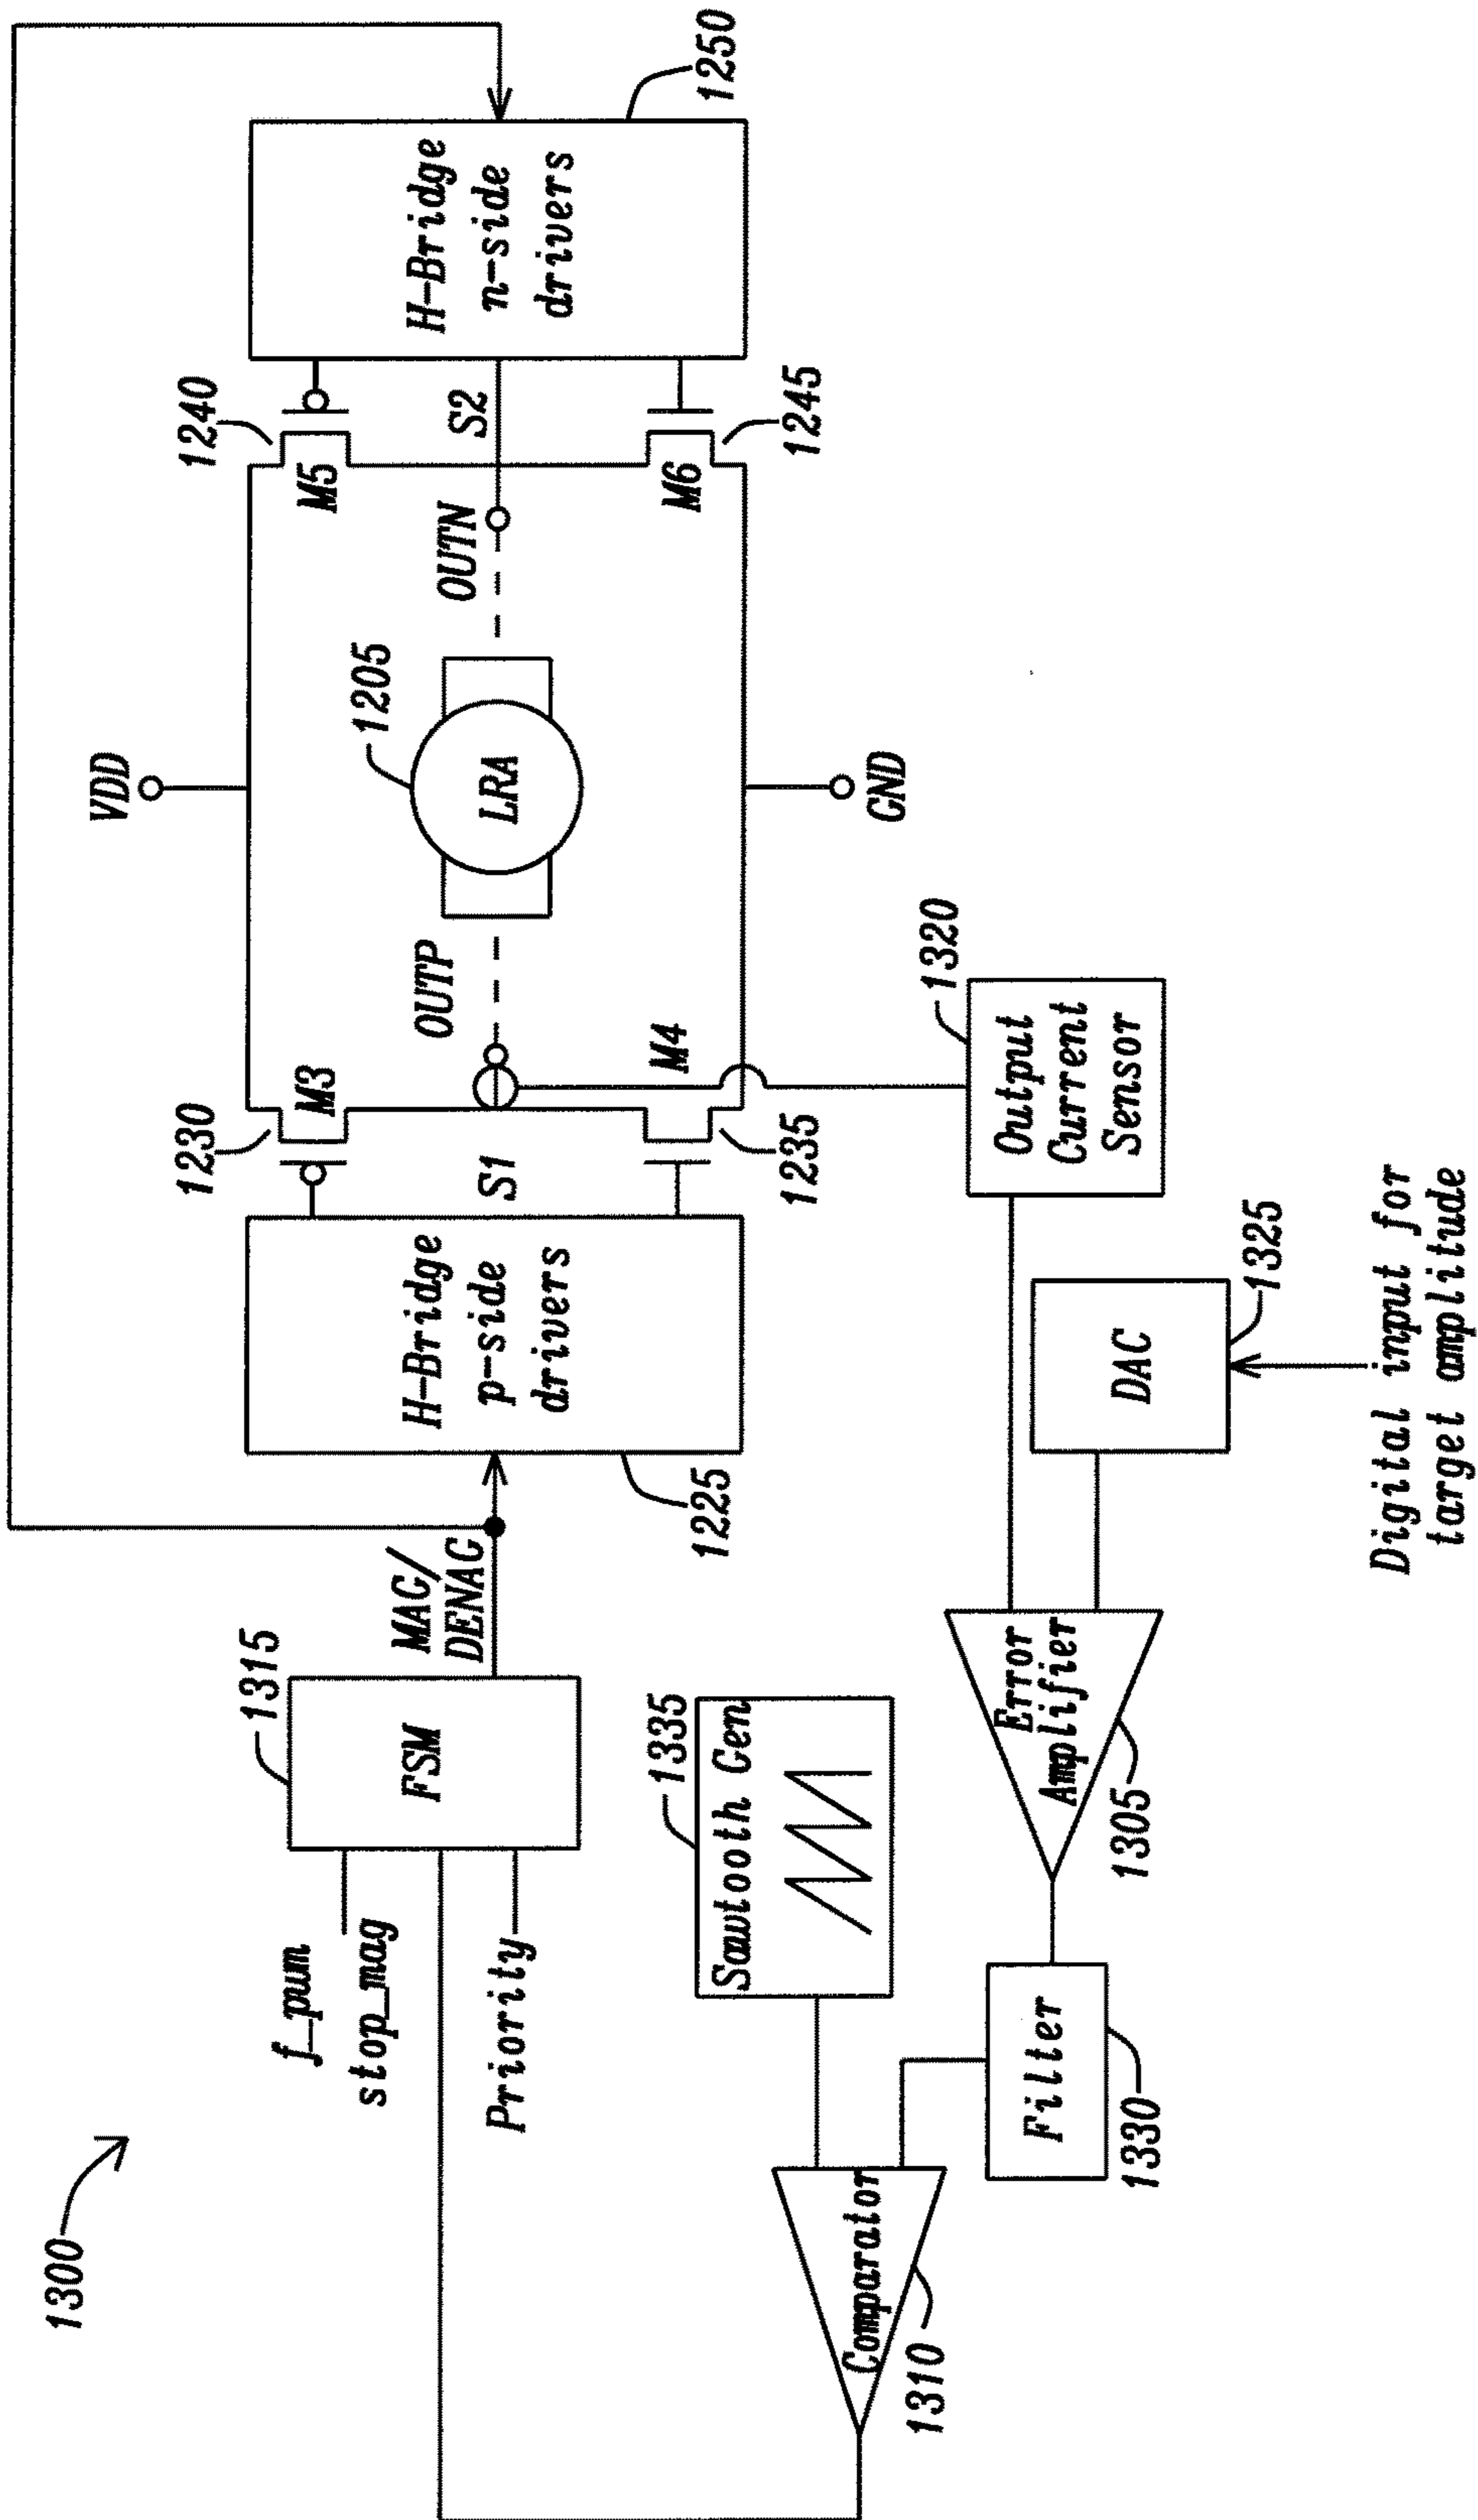 1300
f_pwm
stop_mag
Priority
1315
FSM
MAG/
DENAG
1225
H-Bridge
p-side
drivers
1230
M3
S1
1235
M4
OUTP
VDD
1205
LRA
GND
OUTN
1240
M5
S2
M6
1245
H-Bridge
n-side
drivers
1250
1335
Sawtooth Gen
Comparator
1310
Filter
1330
Error
Amplifier
1305
1320
Output
Current
Sensor
DAC
1325
Digital input for
target amplitude